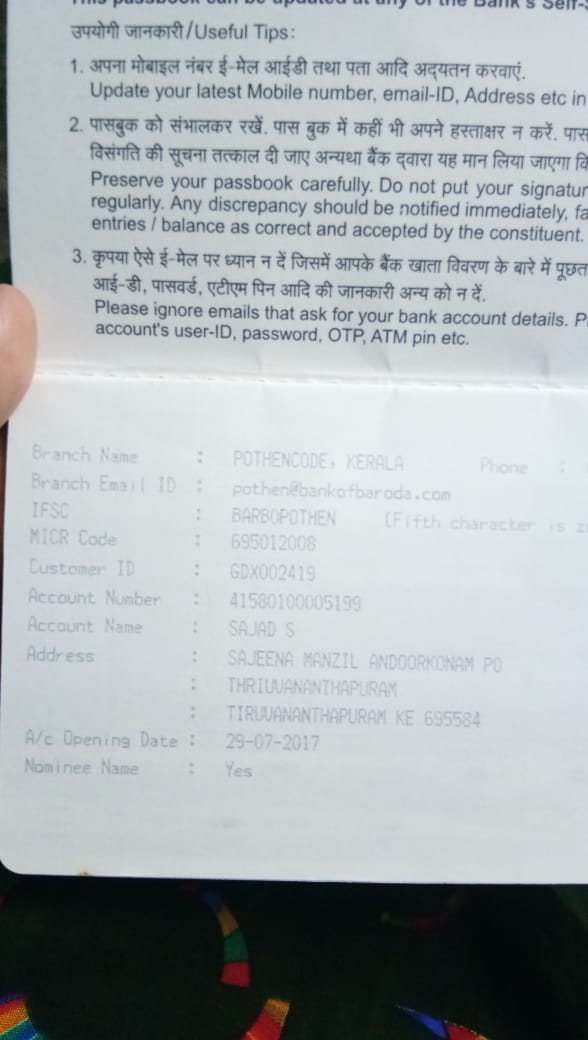 This passbook can be updated at any of the Bank's Self-S
उपयोगी जानकारी/Useful Tips:
1. अपना मोबाइल नंबर ई-मेल आईडी तथा पता आदि अद्यतन करवाएं.
Update your latest Mobile number, email-ID, Address etc in
2. पासबुक को संभालकर रखें. पास बुक में कहीं भी अपने हस्ताक्षर न करें. पास
विसंगति की सूचना तत्काल दी जाए अन्यथा बैंक द्वारा यह मान लिया जाएगा कि
Preserve your passbook carefully. Do not put your signatur
regularly. Any discrepancy should be notified immediately, fa
entries / balance as correct and accepted by the constituent.
3. कृपया ऐसे ई-मेल पर ध्यान न दें जिसमें आपके बैंक खाता विवरण के बारे में पूछत
आई-डी, पासवर्ड, एटीएम पिन आदि की जानकारी अन्य को न दें.
Please ignore emails that ask for your bank account details. P
account's user-ID, password, OTP, ATM pin etc.
Branch Name : POTHENCODE, KERALA Phone :
Branch Email ID : pothen@bankofbaroda.com
IFSC : BARB0POTHEN [Fifth character is z
MICR Code : 695012008
Customer ID : GDX002419
Account Number : 41580100005199
Account Name : SAJAD S
Address : SAJEENA MANZIL ANDOORKONAM PO
: THRIUVANANTHAPURAM
: TIRUVANANTHAPURAM KE 695584
A/c Opening Date : 29-07-2017
Nominee Name : Yes